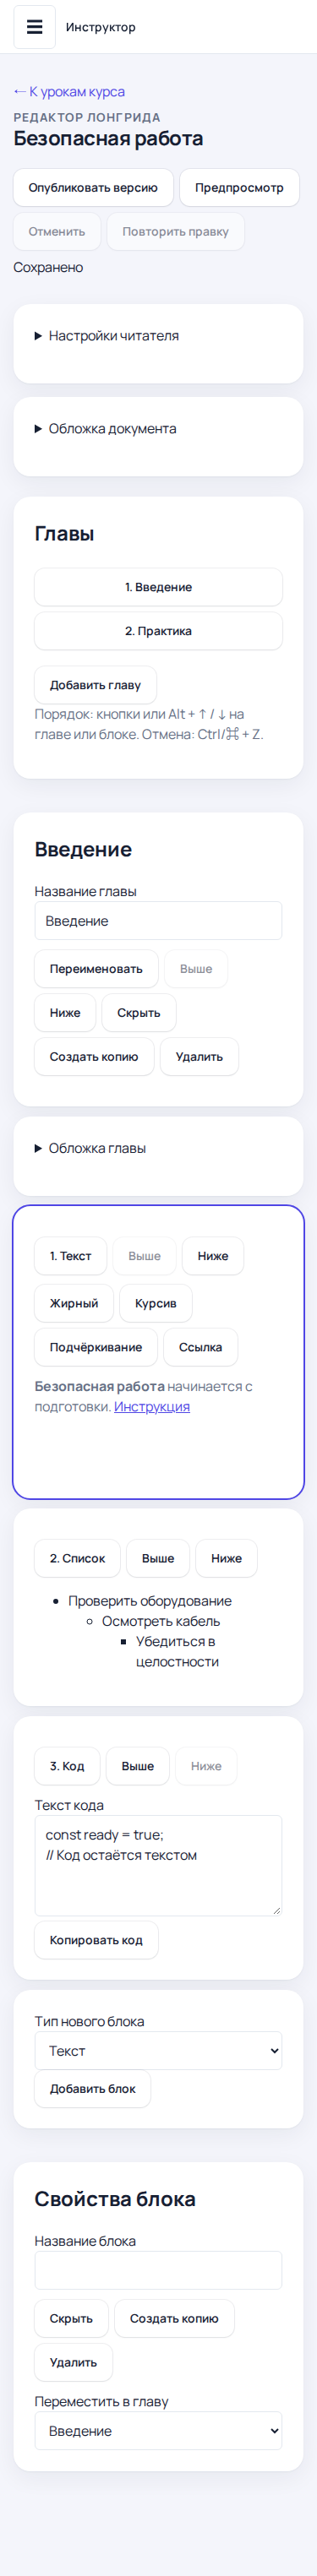 ☰ Инструктор
← К урокам курса
РЕДАКТОР ЛОНГРИДА
Безопасная работа
Опубликовать версию Предпросмотр
Отменить Повторить правку
Сохранено
▶ Настройки читателя
▶ Обложка документа
Главы
1. Введение
2. Практика
Добавить главу
Порядок: кнопки или Alt + ↑ / ↓ на
главе или блоке. Отмена: Ctrl/⌘ + Z.
Введение
Название главы
Введение
Переименовать Выше
Ниже Скрыть
Создать копию Удалить
▶ Обложка главы
1. Текст Выше Ниже
Жирный Курсив
Подчёркивание Ссылка
Безопасная работа начинается с
подготовки. Инструкция
2. Список Выше Ниже
• Проверить оборудование
◦ Осмотреть кабель
▪ Убедиться в
целостности
3. Код Выше Ниже
Текст кода
const ready = true;
// Код остаётся текстом
Копировать код
Тип нового блока
Текст
Добавить блок
Свойства блока
Название блока
Скрыть Создать копию
Удалить
Переместить в главу
Введение